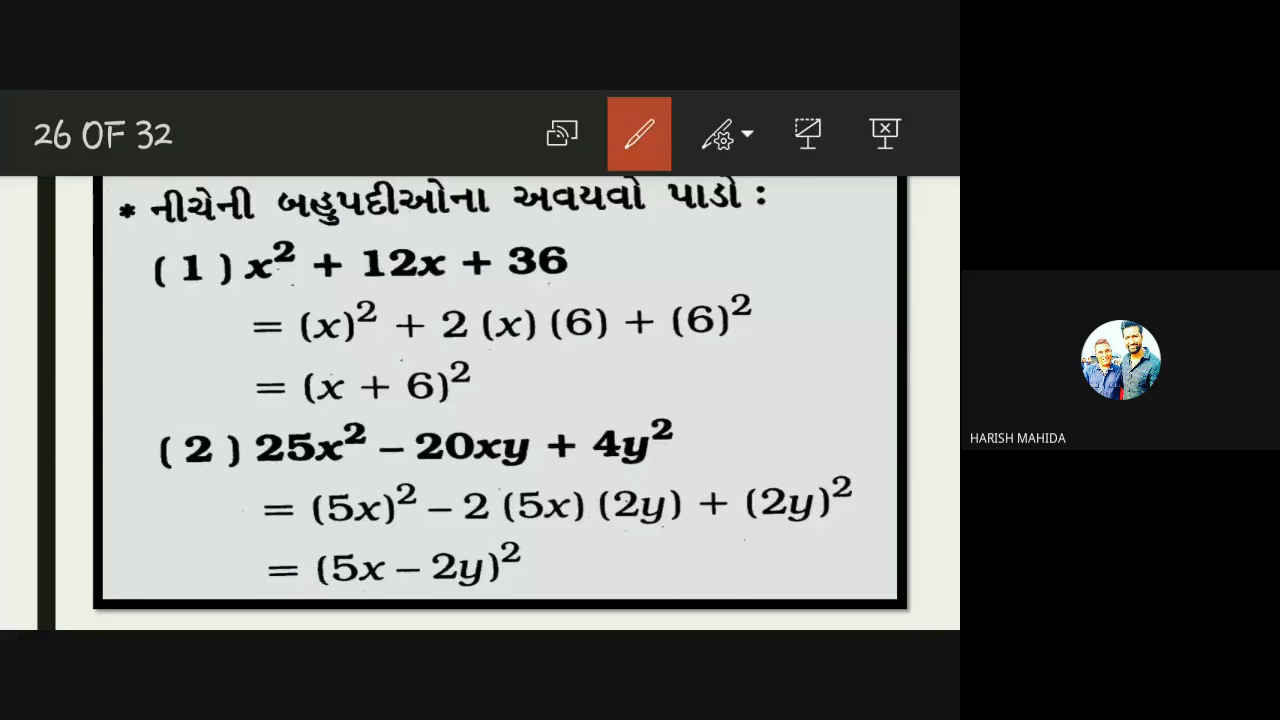 26 OF 32
* નીચેની બહુપદીઓના અવયવો પાડો :
( 1 ) x² + 12x + 36
= (x)² + 2 (x) (6) + (6)²
= (x + 6)²
( 2 ) 25x² – 20xy + 4y²
= (5x)² – 2 (5x) (2y) + (2y)²
= (5x – 2y)²
HARISH MAHIDA